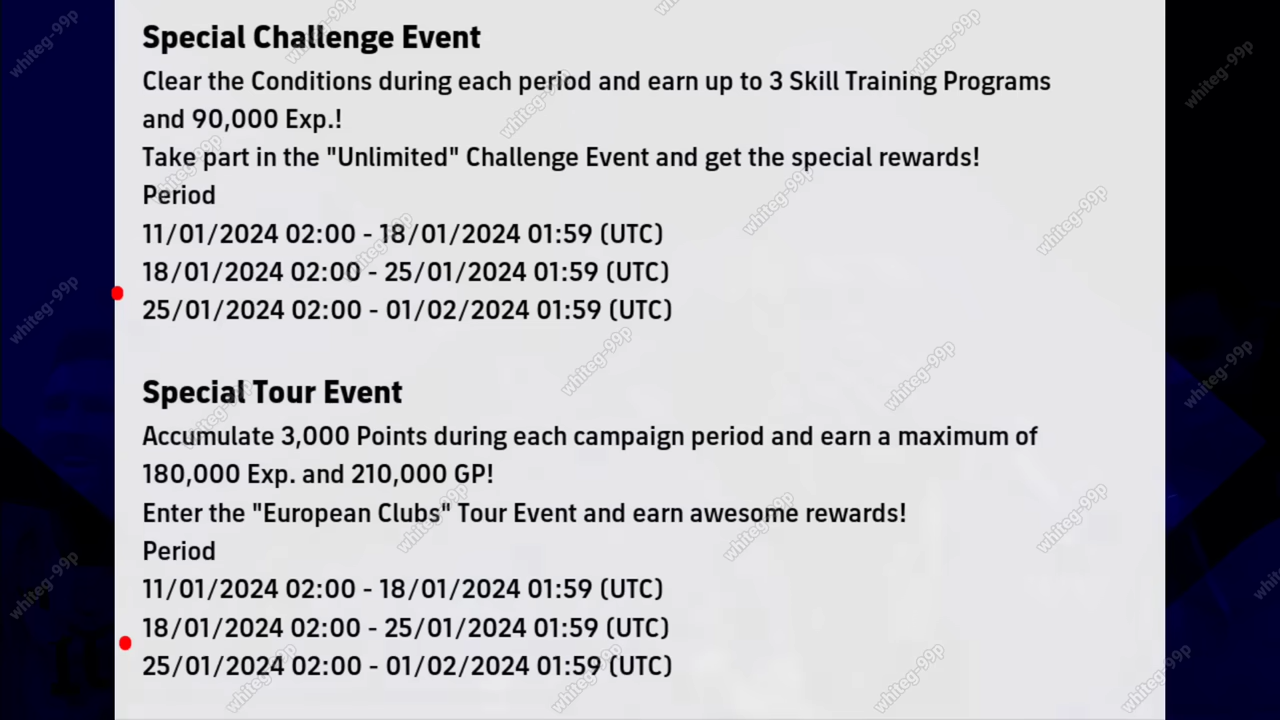 Special Challenge Event
Clear the Conditions during each period and earn up to 3 Skill Training Programs
and 90,000 Exp.!
Take part in the "Unlimited" Challenge Event and get the special rewards!
Period
11/01/2024 02:00 - 18/01/2024 01:59 (UTC)
18/01/2024 02:00 - 25/01/2024 01:59 (UTC)
25/01/2024 02:00 - 01/02/2024 01:59 (UTC)
Special Tour Event
Accumulate 3,000 Points during each campaign period and earn a maximum of
180,000 Exp. and 210,000 GP!
Enter the "European Clubs" Tour Event and earn awesome rewards!
Period
11/01/2024 02:00 - 18/01/2024 01:59 (UTC)
18/01/2024 02:00 - 25/01/2024 01:59 (UTC)
25/01/2024 02:00 - 01/02/2024 01:59 (UTC)
whiteg-99p